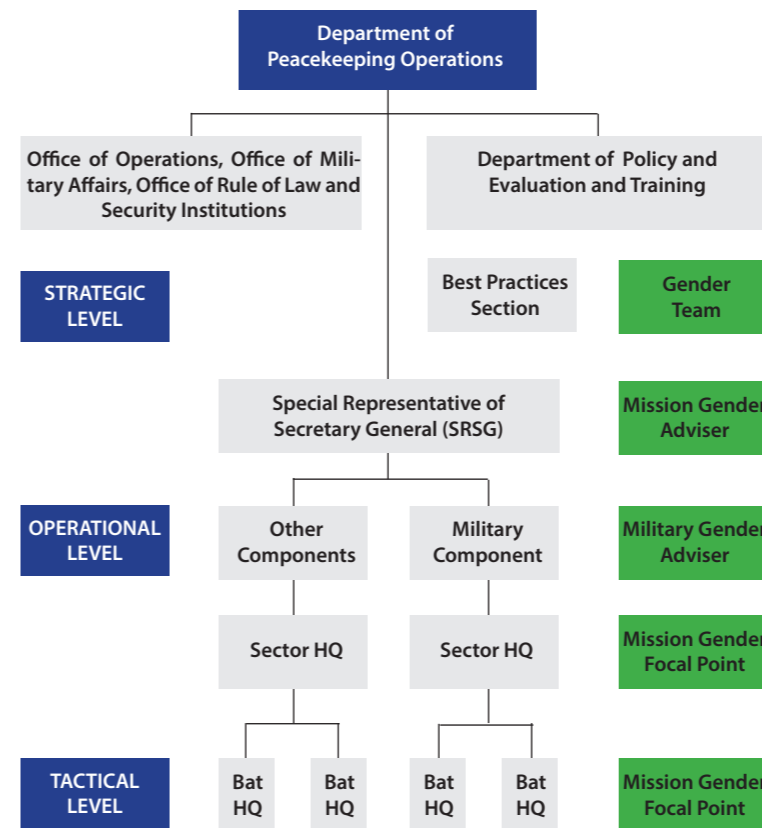 Department of
Peacekeeping Operations
Office of Operations, Office of Mili-
tary Affairs, Office of Rule of Law and
Security Institutions
Department of Policy and
Evaluation and Training
STRATEGIC
LEVEL
Best Practices
Section
Gender
Team
Special Representative of
Secretary General (SRSG)
Mission Gender
Adviser
OPERATIONAL
LEVEL
Other
Components
Military
Component
Military Gender
Adviser
Sector HQ
Sector HQ
Mission Gender
Focal Point
TACTICAL
LEVEL
Bat
HQ
Bat
HQ
Bat
HQ
Bat
HQ
Mission Gender
Focal Point